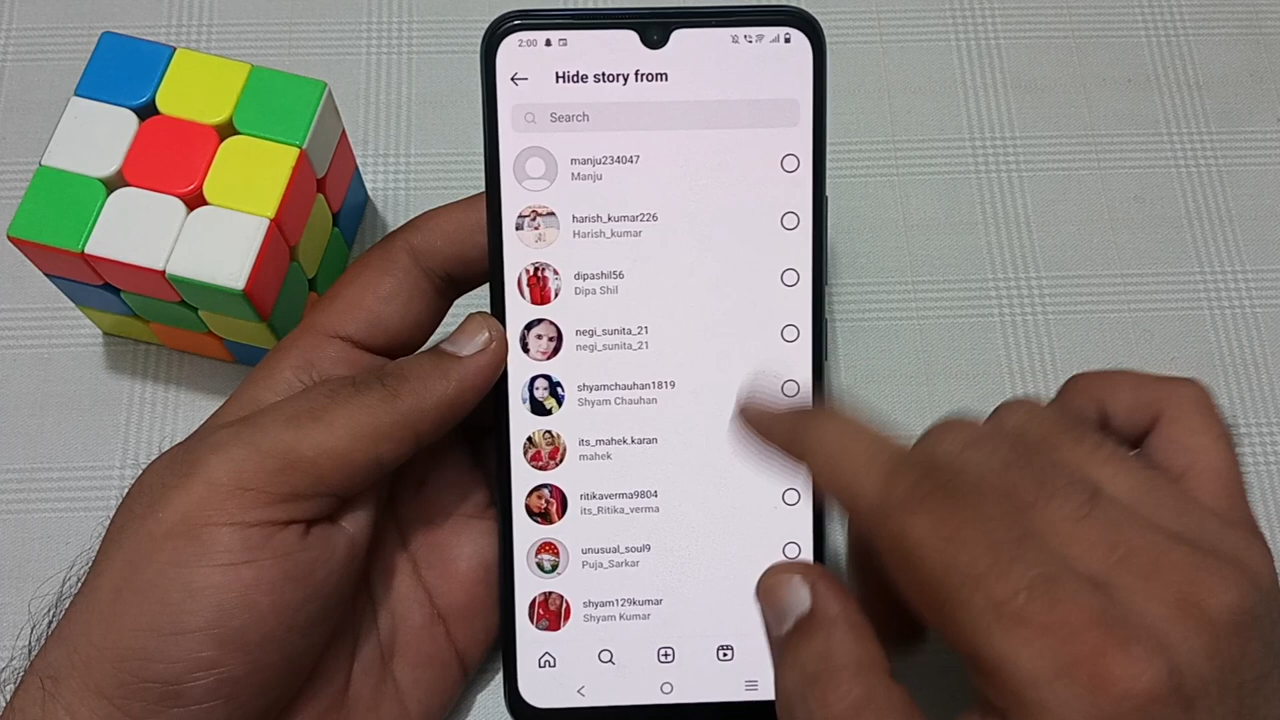 2:00
Hide story from
Search
manju234047
Manju
harish_kumar226
Harish_kumar
dipashil56
Dipa Shil
negi_sunita_21
negi_sunita_21
shyamchauhan1819
Shyam Chauhan
its_mahek.karan
mahek
ritikaverma9804
its_Ritika_verma
unusual_soul9
Puja_Sarkar
shyam129kumar
Shyam Kumar